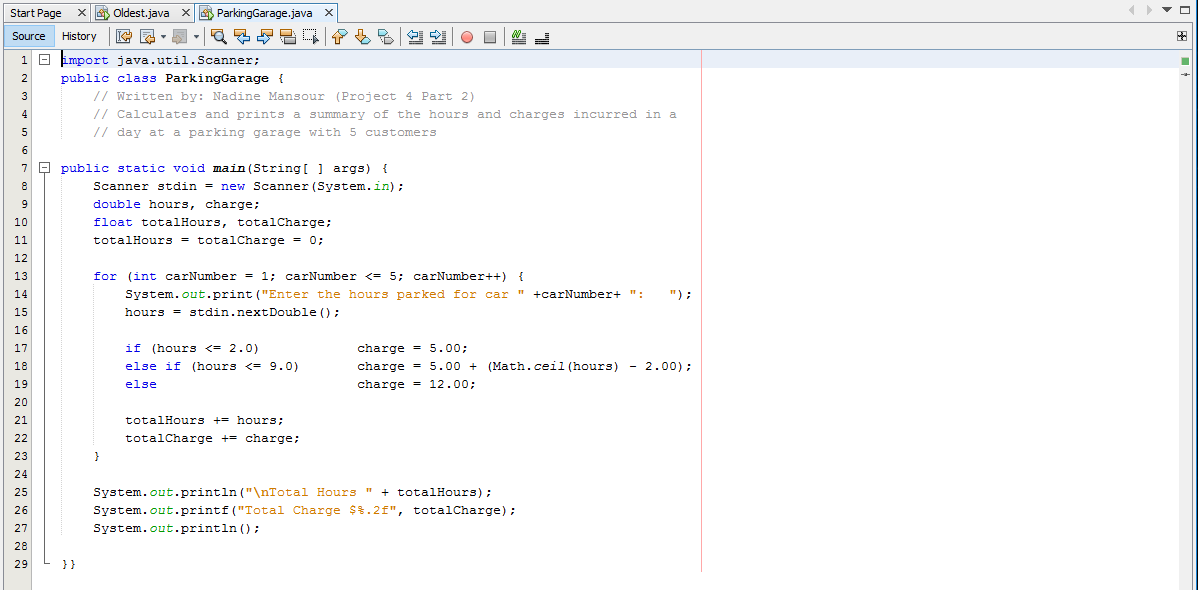 Start Page Oldest.java ParkingGarage.java
Source History
1 import java.util.Scanner;
2 public class ParkingGarage {
3 // Written by: Nadine Mansour (Project 4 Part 2)
4 // Calculates and prints a summary of the hours and charges incurred in a
5 // day at a parking garage with 5 customers
6
7 public static void main(String[ ] args) {
8 Scanner stdin = new Scanner(System.in);
9 double hours, charge;
10 float totalHours, totalCharge;
11 totalHours = totalCharge = 0;
12
13 for (int carNumber = 1; carNumber <= 5; carNumber++) {
14 System.out.print("Enter the hours parked for car " +carNumber+ ":   ");
15 hours = stdin.nextDouble();
16
17 if (hours <= 2.0) charge = 5.00;
18 else if (hours <= 9.0) charge = 5.00 + (Math.ceil(hours) - 2.00);
19 else charge = 12.00;
20
21 totalHours += hours;
22 totalCharge += charge;
23 }
24
25 System.out.println("\nTotal Hours " + totalHours);
26 System.out.printf("Total Charge $%.2f", totalCharge);
27 System.out.println();
28
29 }}